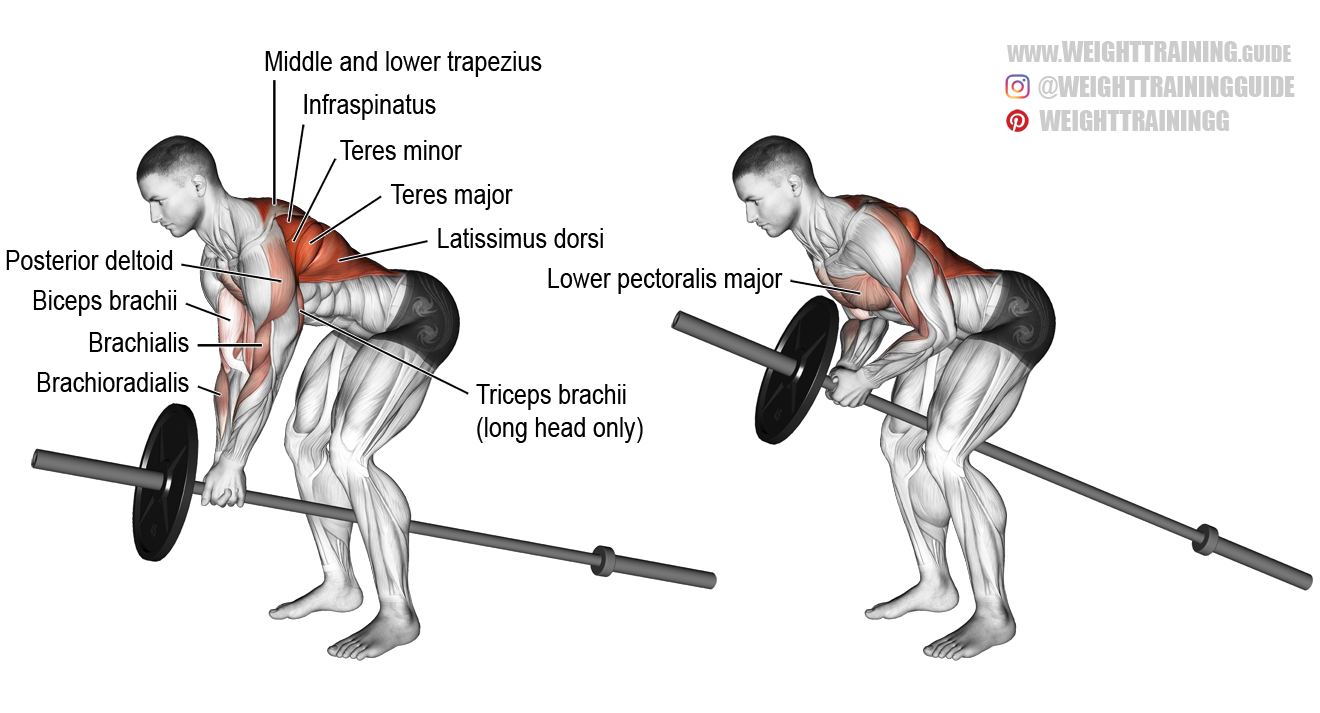 Middle and lower trapezius
Infraspinatus
Teres minor
Teres major
Latissimus dorsi
Posterior deltoid
Biceps brachii
Brachialis
Brachioradialis
Triceps brachii
(long head only)
Lower pectoralis major
WWW.WEIGHTTRAINING.GUIDE
@WEIGHTTRAININGGUIDE
WEIGHTTRAININGG